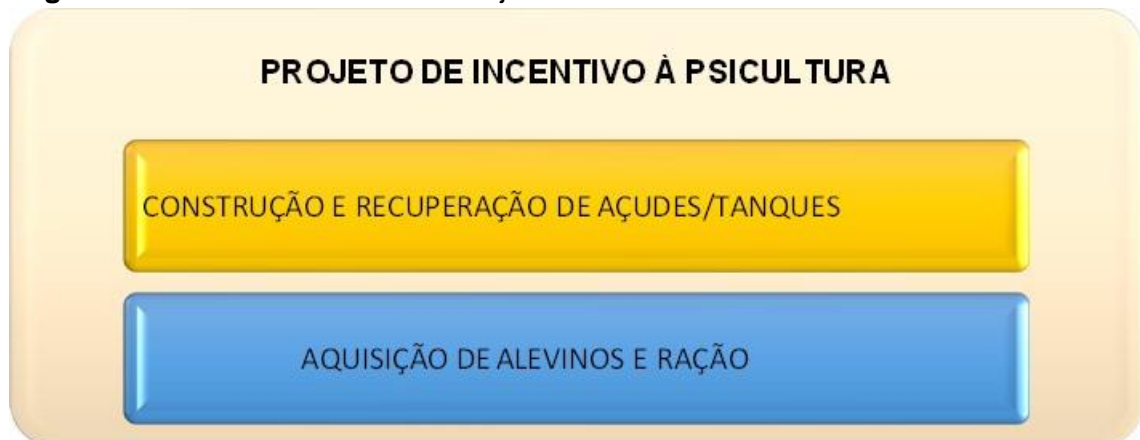 PROJETO DE INCENTIVO À PSICULTURA
CONSTRUÇÃO E RECUPERAÇÃO DE AÇUDES/TANQUES
AQUISIÇÃO DE ALEVINOS E RAÇÃO